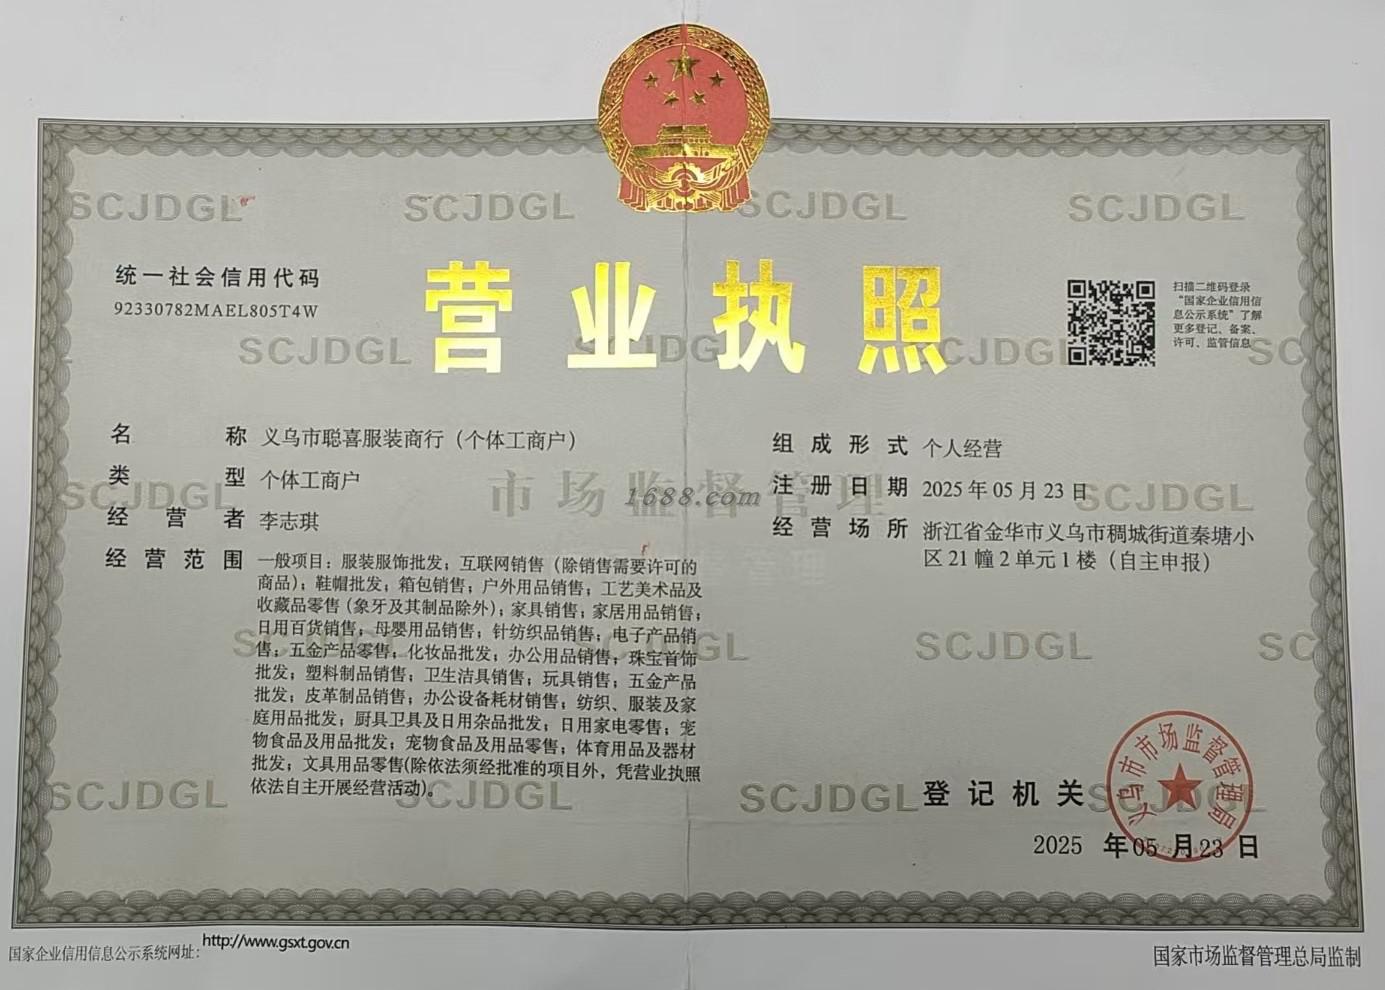 SCJDGL SCJDGL SCJDGL SCJDGL
统一社会信用代码
92330782MAEL805T4W
营业执照
扫描二维码登录
“国家企业信用信
息公示系统”了解
更多登记、备案、
许可、监管信息
SCJDGL
名称 义乌市聪喜服装商行（个体工商户）
类型 个体工商户
经营者 李志琪
经营范围 一般项目：服装服饰批发；互联网销售（除销售需要许可的
商品）；鞋帽批发；箱包销售；户外用品销售；工艺美术品及
收藏品零售（象牙及其制品除外）；家具销售；家居用品销售；
日用百货销售；母婴用品销售；针纺织品销售；电子产品销
售；五金产品零售；化妆品批发；办公用品销售；珠宝首饰
批发；塑料制品销售；卫生洁具销售；玩具销售；五金产品
批发；皮革制品销售；办公设备耗材销售；纺织、服装及家
庭用品批发；厨具卫具及日用杂品批发；日用家电零售；宠
物食品及用品批发；宠物食品及用品零售；体育用品及器材
批发；文具用品零售(除依法须经批准的项目外，凭营业执照
依法自主开展经营活动)。
组成形式 个人经营
注册日期 2025年05月23日
经营场所 浙江省金华市义乌市稠城街道秦塘小
区21幢2单元1楼（自主申报）
市场监督管理
1688.com
SCJDGL SCJDGL
SCJDGL
SCJDGL SCJDGL SCJDGL
登记机关
义乌市市场监督管理局
2025 年05 月23 日
国家企业信用信息公示系统网址：http://www.gsxt.gov.cn
国家市场监督管理总局监制